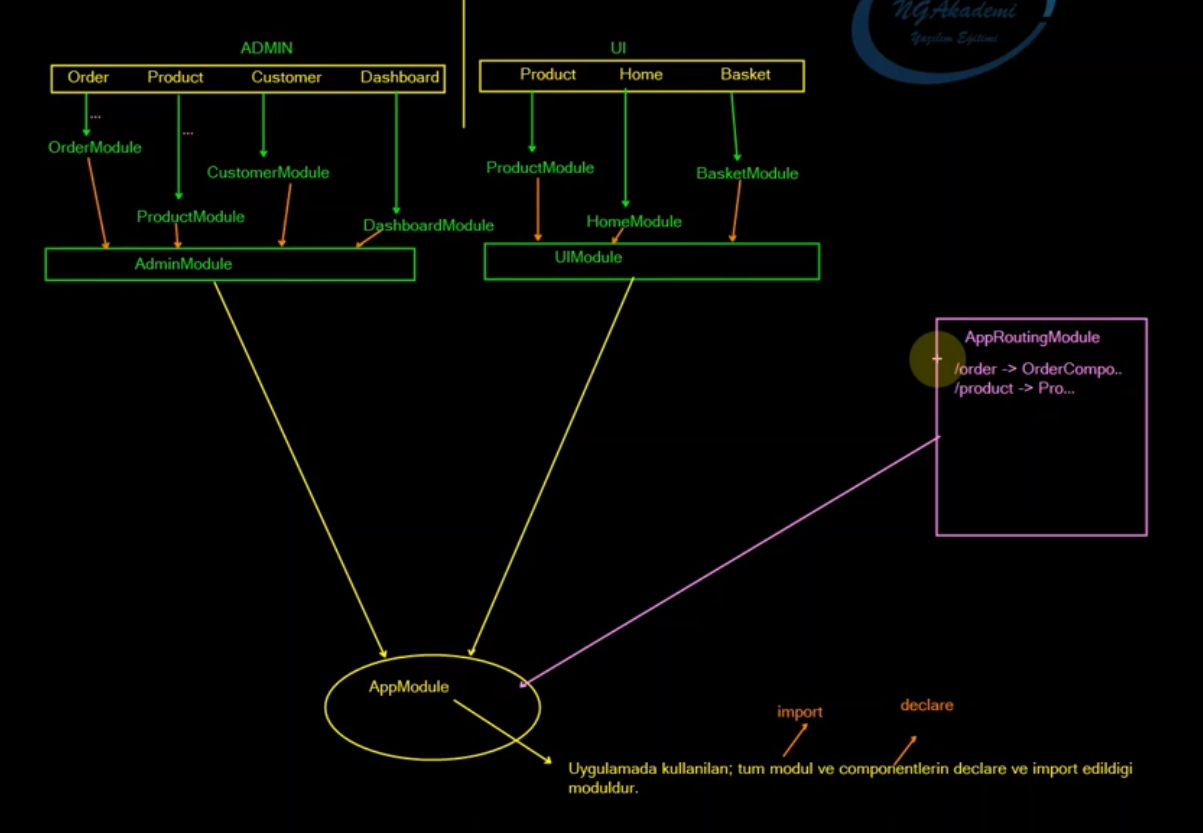 NGAkademi
Yazılım Eğitimi
ADMIN
UI
Order Product Customer Dashboard
Product Home Basket
...
...
OrderModule
CustomerModule
ProductModule
DashboardModule
ProductModule
BasketModule
HomeModule
AdminModule
UIModule
AppRoutingModule
/order -> OrderCompo..
/product -> Pro...
AppModule
import
declare
Uygulamada kullanilan; tum modul ve componentlerin declare ve import edildigi
moduldur.